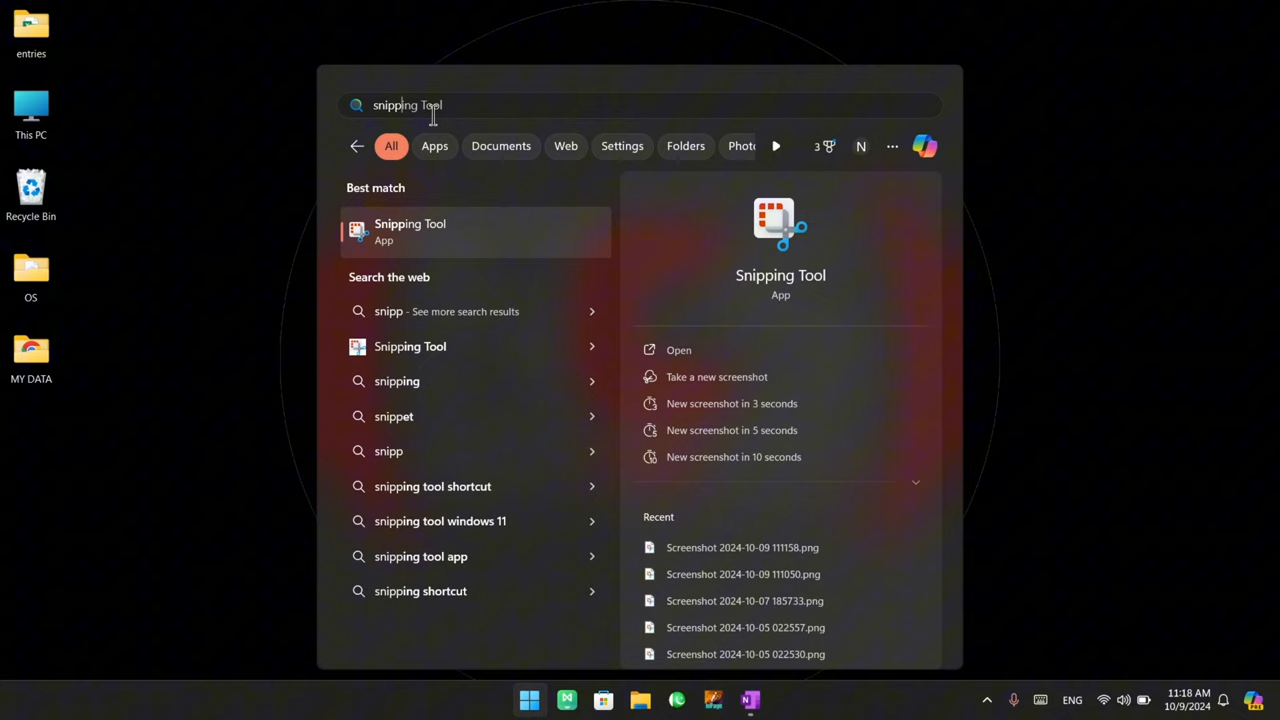 entries
This PC
Recycle Bin
OS
MY DATA
snipping Tool
All Apps Documents Web Settings Folders Photo 3 N
Best match
Snipping Tool
App
Search the web
snipp - See more search results
Snipping Tool
snipping
snippet
snipp
snipping tool shortcut
snipping tool windows 11
snipping tool app
snipping shortcut
Snipping Tool
App
Open
Take a new screenshot
New screenshot in 3 seconds
New screenshot in 5 seconds
New screenshot in 10 seconds
Recent
Screenshot 2024-10-09 111158.png
Screenshot 2024-10-09 111050.png
Screenshot 2024-10-07 185733.png
Screenshot 2024-10-05 022557.png
Screenshot 2024-10-05 022530.png
ENG
11:18 AM
10/9/2024